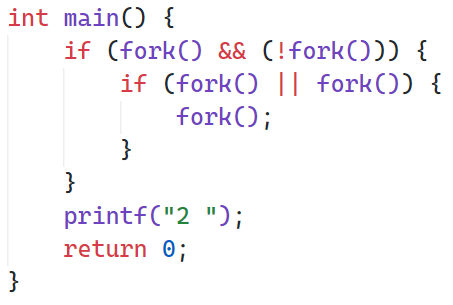 int main() {
    if (fork() && (!fork())) {
        if (fork() || fork()) {
            fork();
        }
    }
    printf("2 ");
    return 0;
}